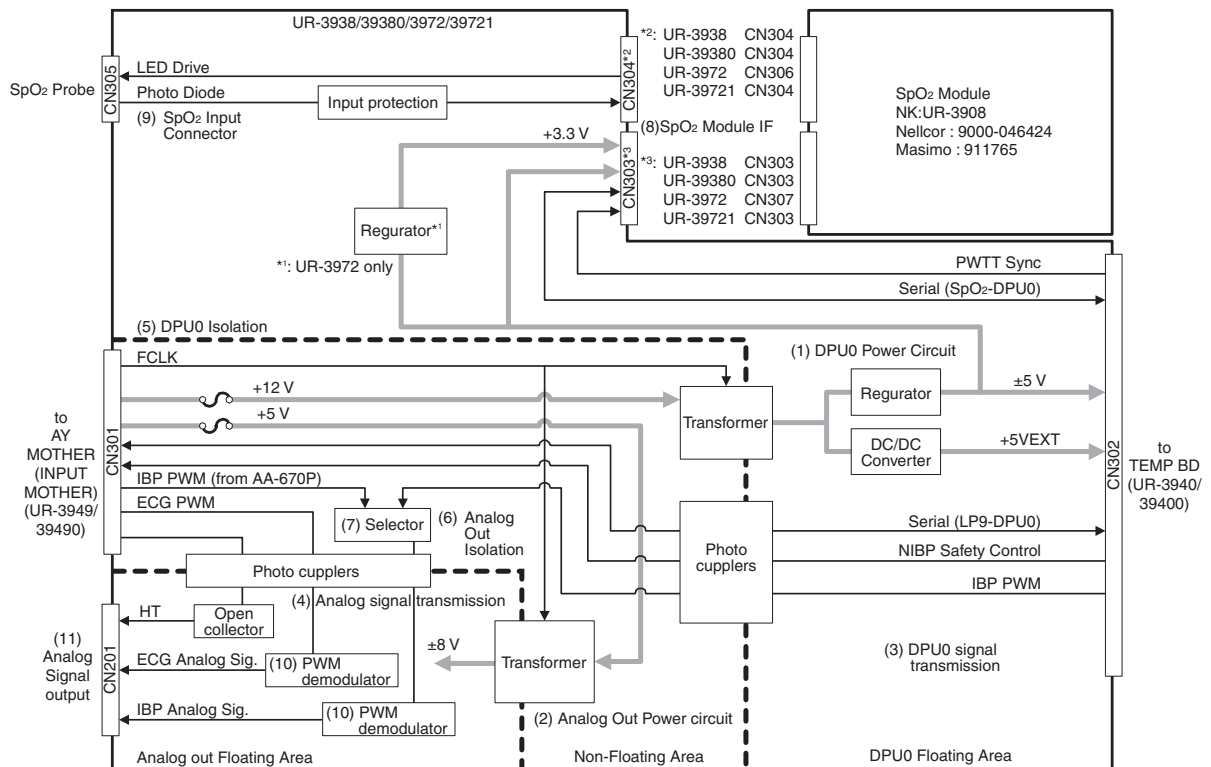 UR-3938/39380/3972/39721
SpO2 Probe
CN305
LED Drive
Photo Diode
Input protection
(9) SpO2 Input
Connector
CN304*2
*2: UR-3938 CN304
UR-39380 CN304
UR-3972 CN306
UR-39721 CN304
(8)SpO2 Module IF
CN303*3
*3: UR-3938 CN303
UR-39380 CN303
UR-3972 CN307
UR-39721 CN303
SpO2 Module
NK:UR-3908
Nellcor : 9000-046424
Masimo : 911765
+3.3 V
Regurator*1
*1: UR-3972 only
PWTT Sync
Serial (SpO2-DPU0)
(5) DPU0 Isolation
FCLK
+12 V
+5 V
(1) DPU0 Power Circuit
Transformer
Regurator
±5 V
DC/DC
Converter
+5VEXT
to
AY
MOTHER
(INPUT
MOTHER)
(UR-3949/
39490)
CN301
CN302
to
TEMP BD
(UR-3940/
39400)
IBP PWM (from AA-670P)
ECG PWM
(7) Selector
(6) Analog
Out
Isolation
Photo
cupplers
Serial (LP9-DPU0)
NIBP Safety Control
IBP PWM
Photo cupplers
(4) Analog signal transmission
HT
Open
collector
(11)
Analog
Signal
output
CN201
ECG Analog Sig.
(10) PWM
demodulator
±8 V
Transformer
(3) DPU0 signal
transmission
IBP Analog Sig.
(10) PWM
demodulator
(2) Analog Out Power circuit
Analog out Floating Area
Non-Floating Area
DPU0 Floating Area